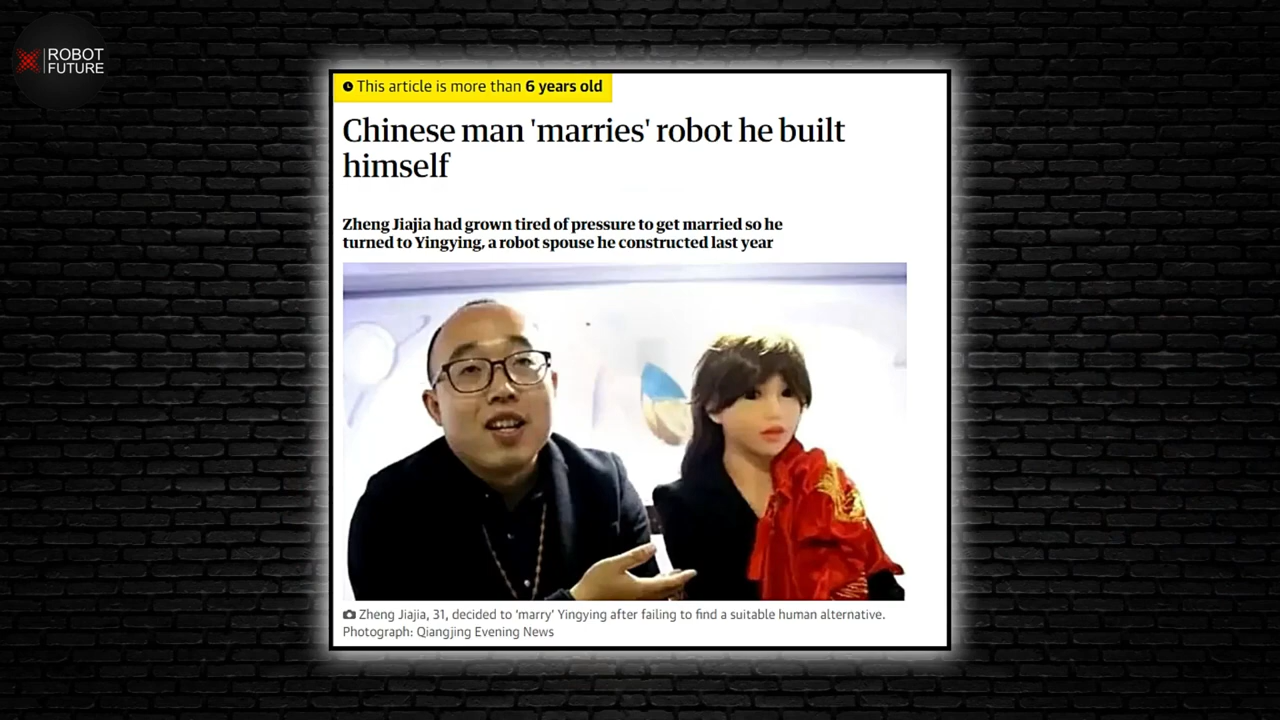 ROBOT
FUTURE
This article is more than 6 years old
Chinese man 'marries' robot he built
himself
Zheng Jiajia had grown tired of pressure to get married so he
turned to Yingying, a robot spouse he constructed last year
Zheng Jiajia, 31, decided to 'marry' Yingying after failing to find a suitable human alternative.
Photograph: Qiangjing Evening News